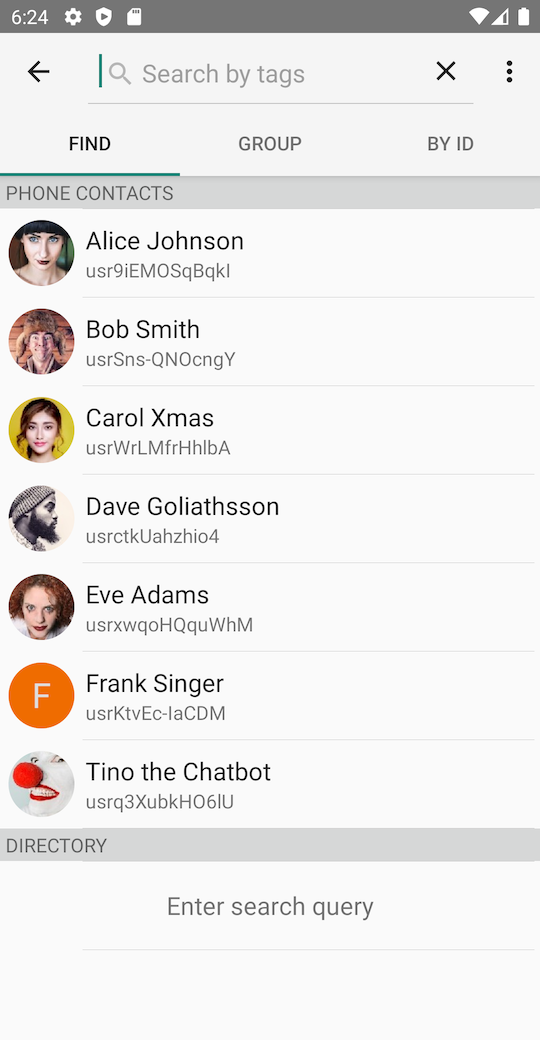 6:24
Search by tags
FIND
GROUP
BY ID
PHONE CONTACTS
Alice Johnson
usr9iEMOSqBqkI
Bob Smith
usrSns-QNOcngY
Carol Xmas
usrWrLMfrHhlbA
Dave Goliathsson
usrctkUahzhio4
Eve Adams
usrxwqoHQquWhM
F
Frank Singer
usrKtvEc-IaCDM
Tino the Chatbot
usrq3XubkHO6lU
DIRECTORY
Enter search query